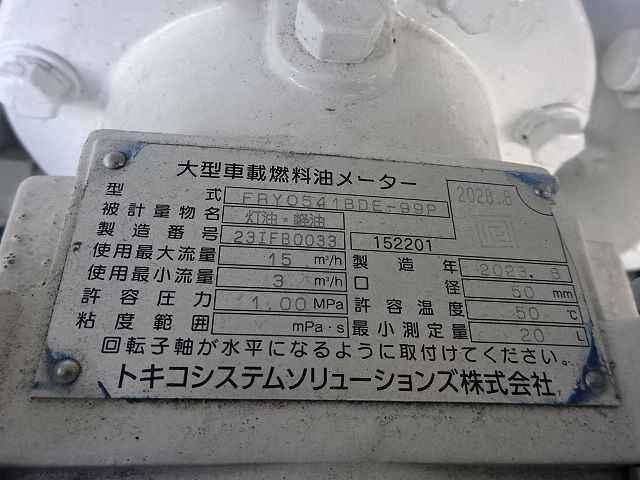 大型車載燃料油メーター
型式 FRY0541BDE-99P 2028.8
被計量物名 灯油・軽油
製造番号 23IFB0033 152201
使用最大流量 15 m³/h 製造年 2023.
使用最小流量 3 m³/h 口径 50 mm
許容圧力 1.00 MPa 許容温度 50 ℃
粘度範囲 mPa・s 最小測定量 20 L
回転子軸が水平になるように取付けてください。
トキコシステムソリューションズ株式会社